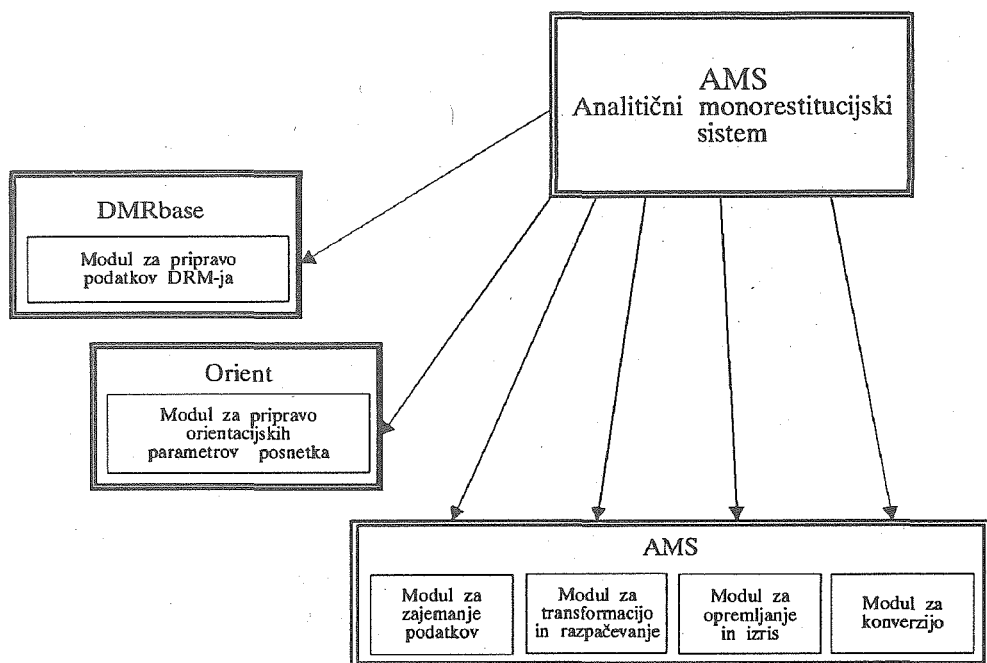 AMS
Analitični monorestitucijski
sistem
DMRbase
Modul za pripravo
podatkov DRM-ja
Orient
Modul za pripravo
orientacijskih
parametrov posnetka
AMS
Modul za
zajemanje
podatkov
Modul za
transformacijo
in razpačevanje
Modul za
opremljanje
in izris
Modul za
konverzijo